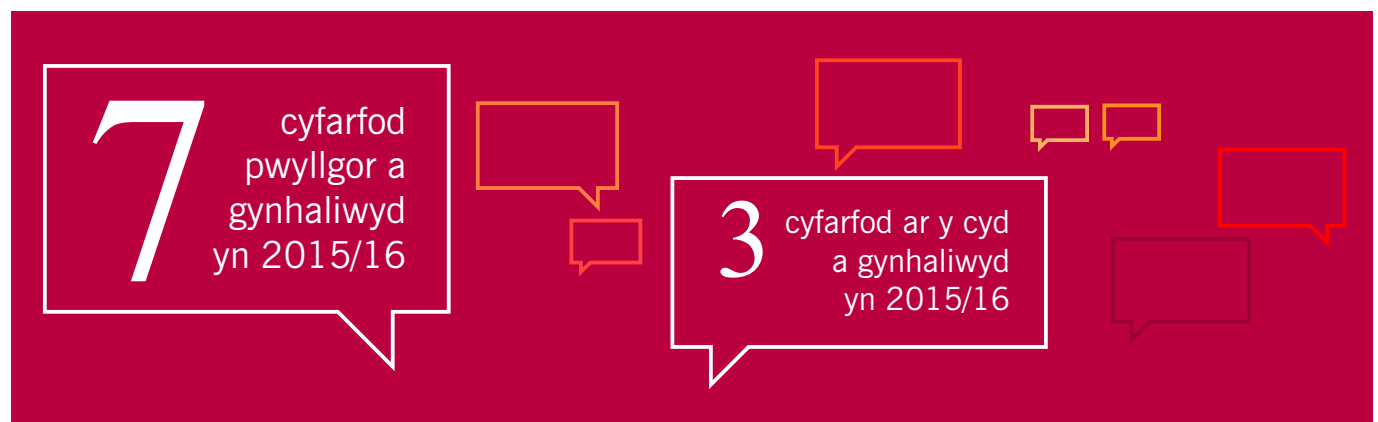 7
cyfarfod
pwyllgor a
gynhaliwyd
yn 2015/16
3
cyfarfod ar y cyd
a gynhaliwyd
yn 2015/16